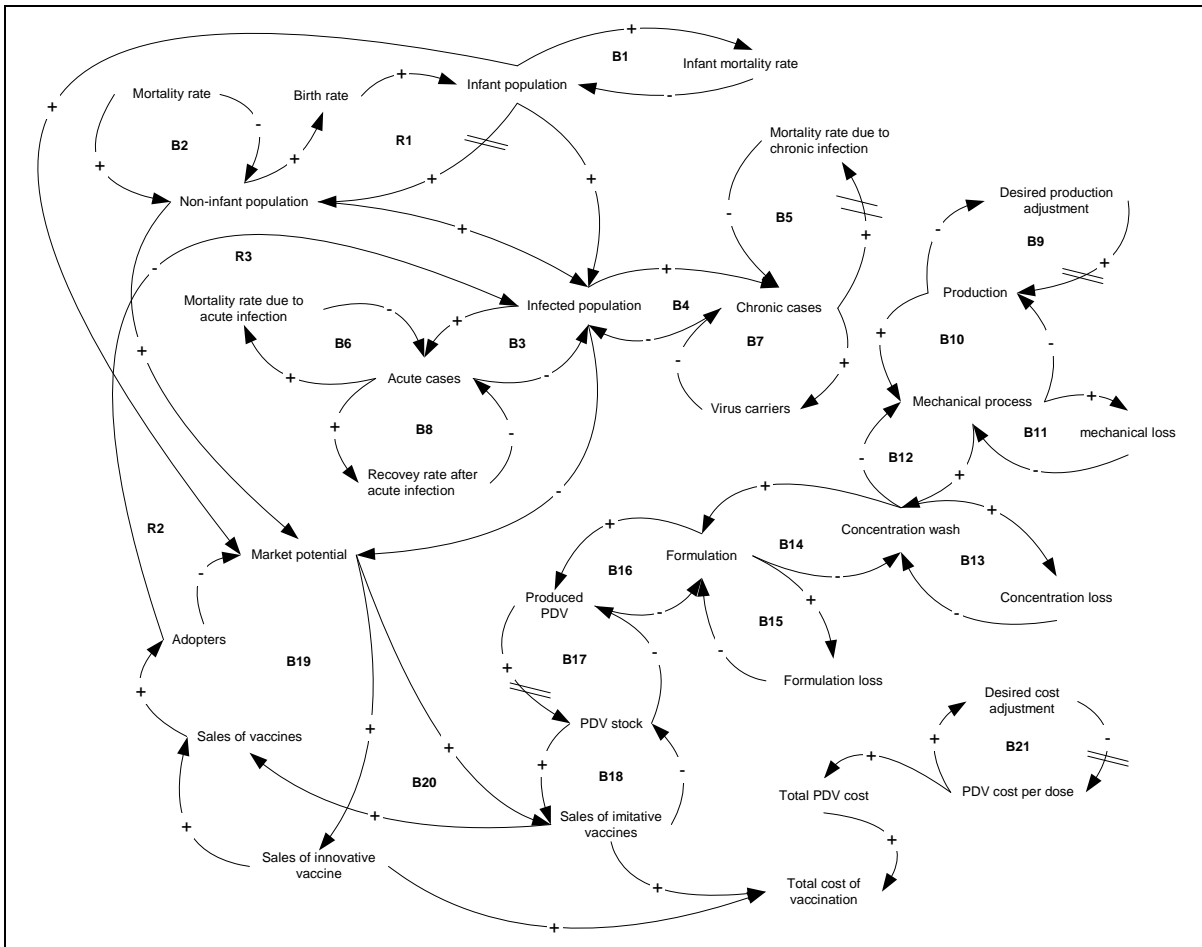 +
B1
Infant mortality rate
Infant population
-
+
Mortality rate
Birth rate
+
-
B2
R1
+
+
+
+
Non-infant population
+
Mortality rate due to
chronic infection
-
B5
+
Desired production
adjustment
-
B9
+
Production
-
R3
Mortality rate due to
acute infection
-
Infected population
+
B4
Chronic cases
+
B3
-
B7
B6
+
Acute cases
-
-
+
Virus carriers
+
B10
-
Mechanical process
+
B11
mechanical loss
-
B12
-
+
+
B8
-
Recovey rate after
acute infection
+
-
R2
Market potential
-
+
+
Concentration wash
+
B13
-
Concentration loss
Formulation
B14
-
B16
Produced
PDV
-
B15
+
-
Formulation loss
Adopters
B19
+
B17
-
+
PDV stock
Sales of vaccines
+
+
B20
+
B18
-
Sales of imitative
vaccines
+
+
Sales of innovative
vaccine
+
+
Desired cost
adjustment
+
B21
-
+
Total PDV cost
PDV cost per dose
+
Total cost of
vaccination